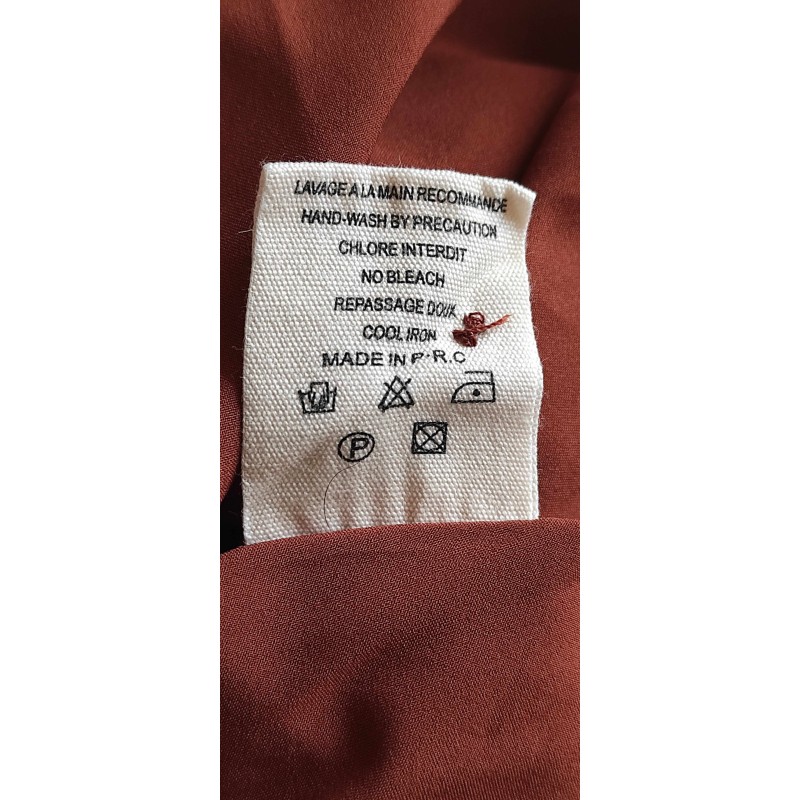 LAVAGE A LA MAIN RECOMMANDE
HAND-WASH BY PRECAUTION
CHLORE INTERDIT
NO BLEACH
REPASSAGE DOUX
COOL IRON
MADE IN P.R.C
P